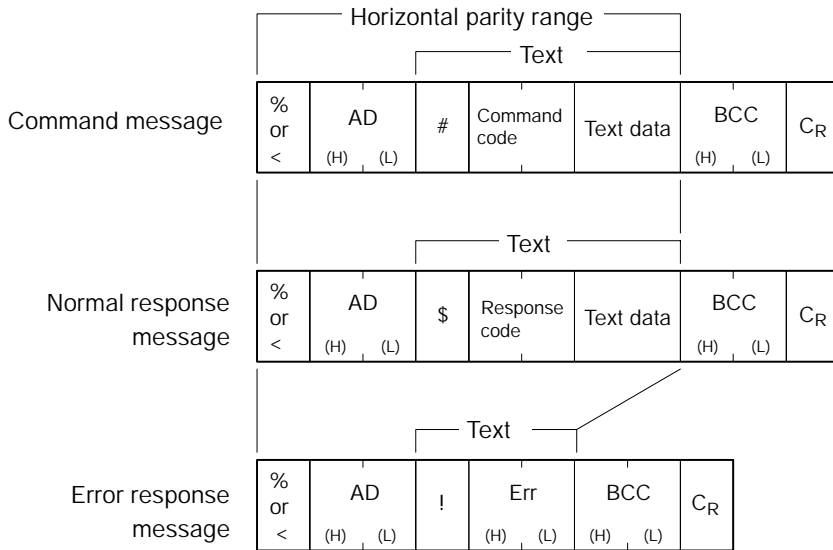 Horizontal parity range
Text
Command message
%
or
<
AD
(H) (L)
#
Command
code
Text data
BCC
(H) (L)
CR
Text
Normal response
message
%
or
<
AD
(H) (L)
$
Response
code
Text data
BCC
(H) (L)
CR
Text
Error response
message
%
or
<
AD
(H) (L)
!
Err
(H) (L)
BCC
(H) (L)
CR